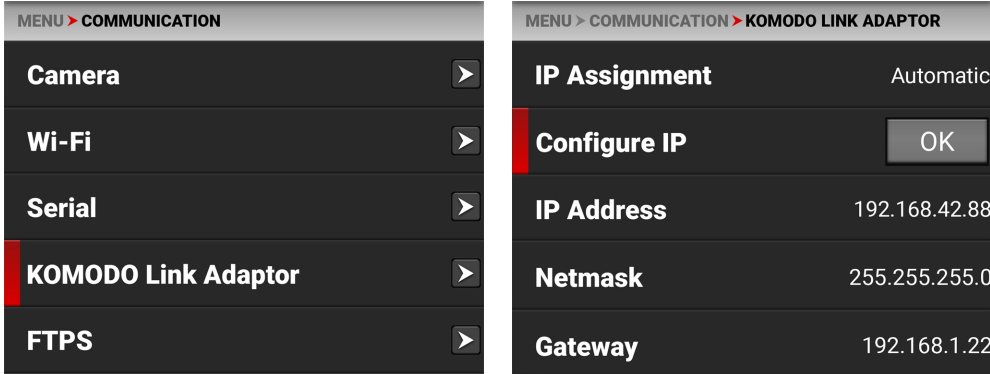 MENU > COMMUNICATION
Camera
Wi-Fi
Serial
KOMODO Link Adaptor
FTPS
MENU > COMMUNICATION > KOMODO LINK ADAPTOR
IP Assignment Automatic
Configure IP OK
IP Address 192.168.42.88
Netmask 255.255.255.0
Gateway 192.168.1.22